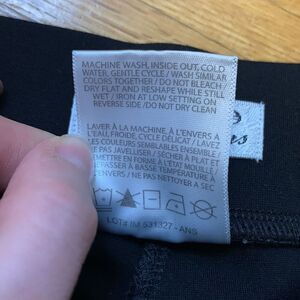 MACHINE WASH, INSIDE OUT, COLD
WATER, GENTLE CYCLE / WASH SIMILAR
COLORS TOGETHER / DO NOT BLEACH /
DRY FLAT AND RESHAPE WHILE STILL
WET / IRON AT LOW SETTING ON
REVERSE SIDE / DO NOT DRY CLEAN
LAVER À LA MACHINE, À L'ENVERS À
L'EAU, FROIDE, CYCLE DÉLICAT / LAVER
LES COULEURS SEMBLABLES ENSEMBLE /
NE PAS JAVELLISER / SÉCHER À PLAT ET
REMETTRE EN FORME À L'ÉTAT HUMIDE /
REPASSER À BASSE TEMPÉRATURE À
L'ENVERS / NE PAS NETTOYER À SEC
LOT# IM 531327 - ANS